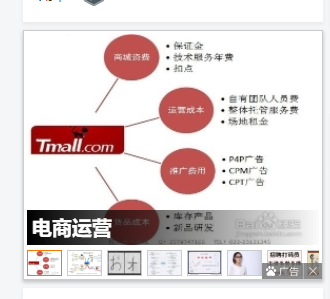 商城资费
• 保证金
• 技术服务年费
• 扣点
运营成本
• 自有团队人员费
• 整体托管服务费
• 场地租金
Tmall.com
推广费用
• P4P广告
• CPM广告
• CPT广告
• 库存产品
• 新品研发
电商运营
广告